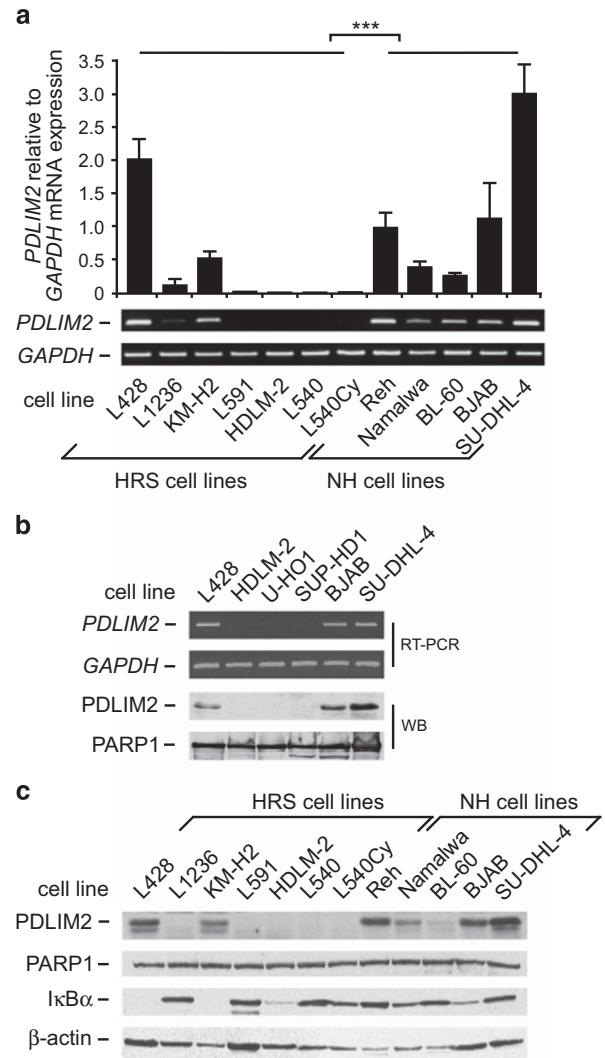 a
***
PDLIM2 relative to
GAPDH mRNA expression
3.5
3.0
2.5
2.0
1.5
1.0
0.5
0
PDLIM2 –
GAPDH –
cell line
L428
L1236
KM-H2
L591
HDLM-2
L540
L540Cy
Reh
Namalwa
BL-60
BJAB
SU-DHL-4
HRS cell lines
NH cell lines
b
cell line
L428
HDLM-2
U-HO1
SUP-HD1
BJAB
SU-DHL-4
PDLIM2 –
GAPDH –
RT-PCR
PDLIM2 –
PARP1 –
WB
c
HRS cell lines
NH cell lines
cell line
L428
L1236
KM-H2
L591
HDLM-2
L540
L540Cy
Reh
Namalwa
BL-60
BJAB
SU-DHL-4
PDLIM2 –
PARP1 –
IκBα –
β-actin –